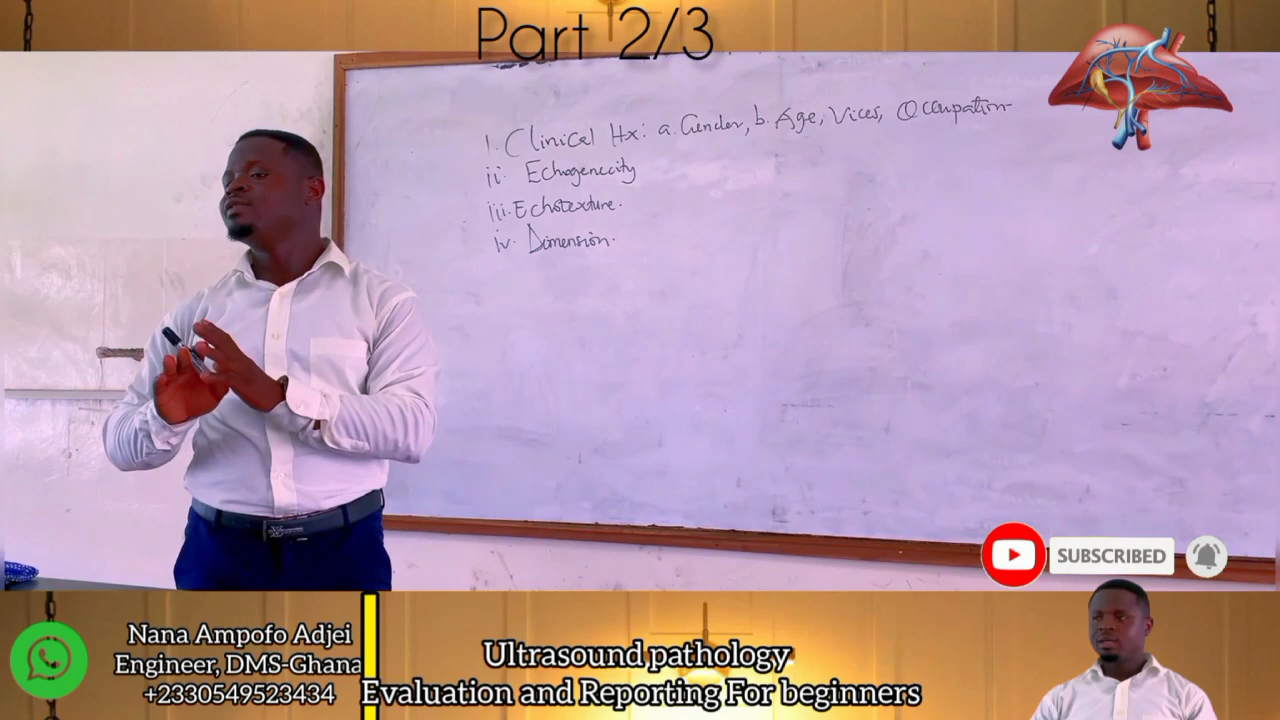 Part 2/3
1. Clinical Hx: a. Gender, b. Age, Vices, Occupation
ii. Echogenecity
iii. Echotexture.
iv. Dimension.
SUBSCRIBED
Nana Ampofo Adjei
Engineer, DMS-Ghana
+2330549523434
Ultrasound pathology
Evaluation and Reporting For beginners